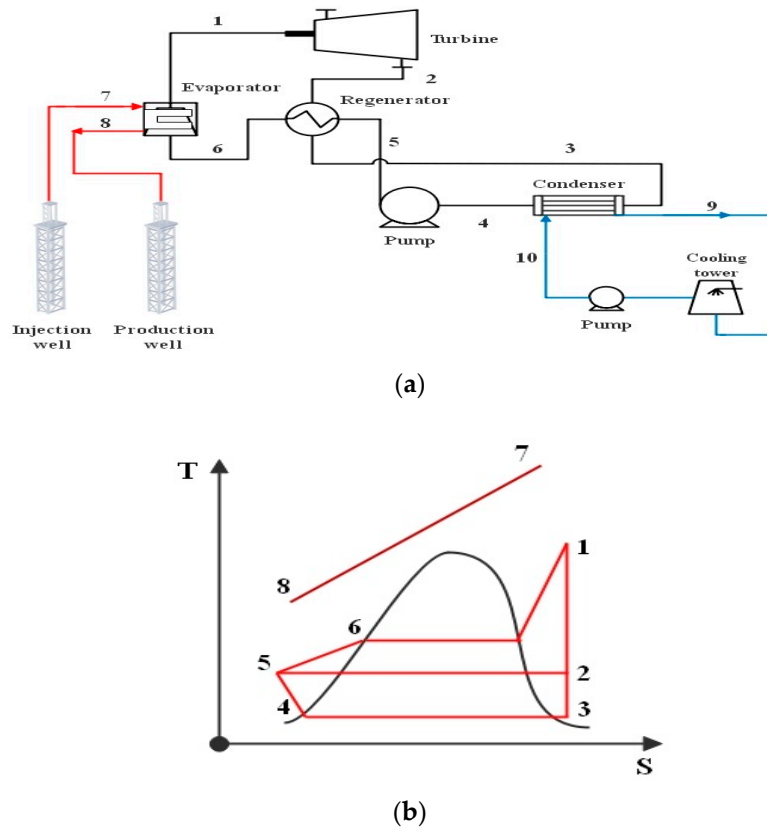 1
Turbine
2
7
Evaporator
Regenerator
8
6
5
3
Condenser
4
9
Pump
10
Cooling
tower
Pump
Injection
well
Production
well
(a)
T
7
1
8
6
5
2
4
3
S
(b)